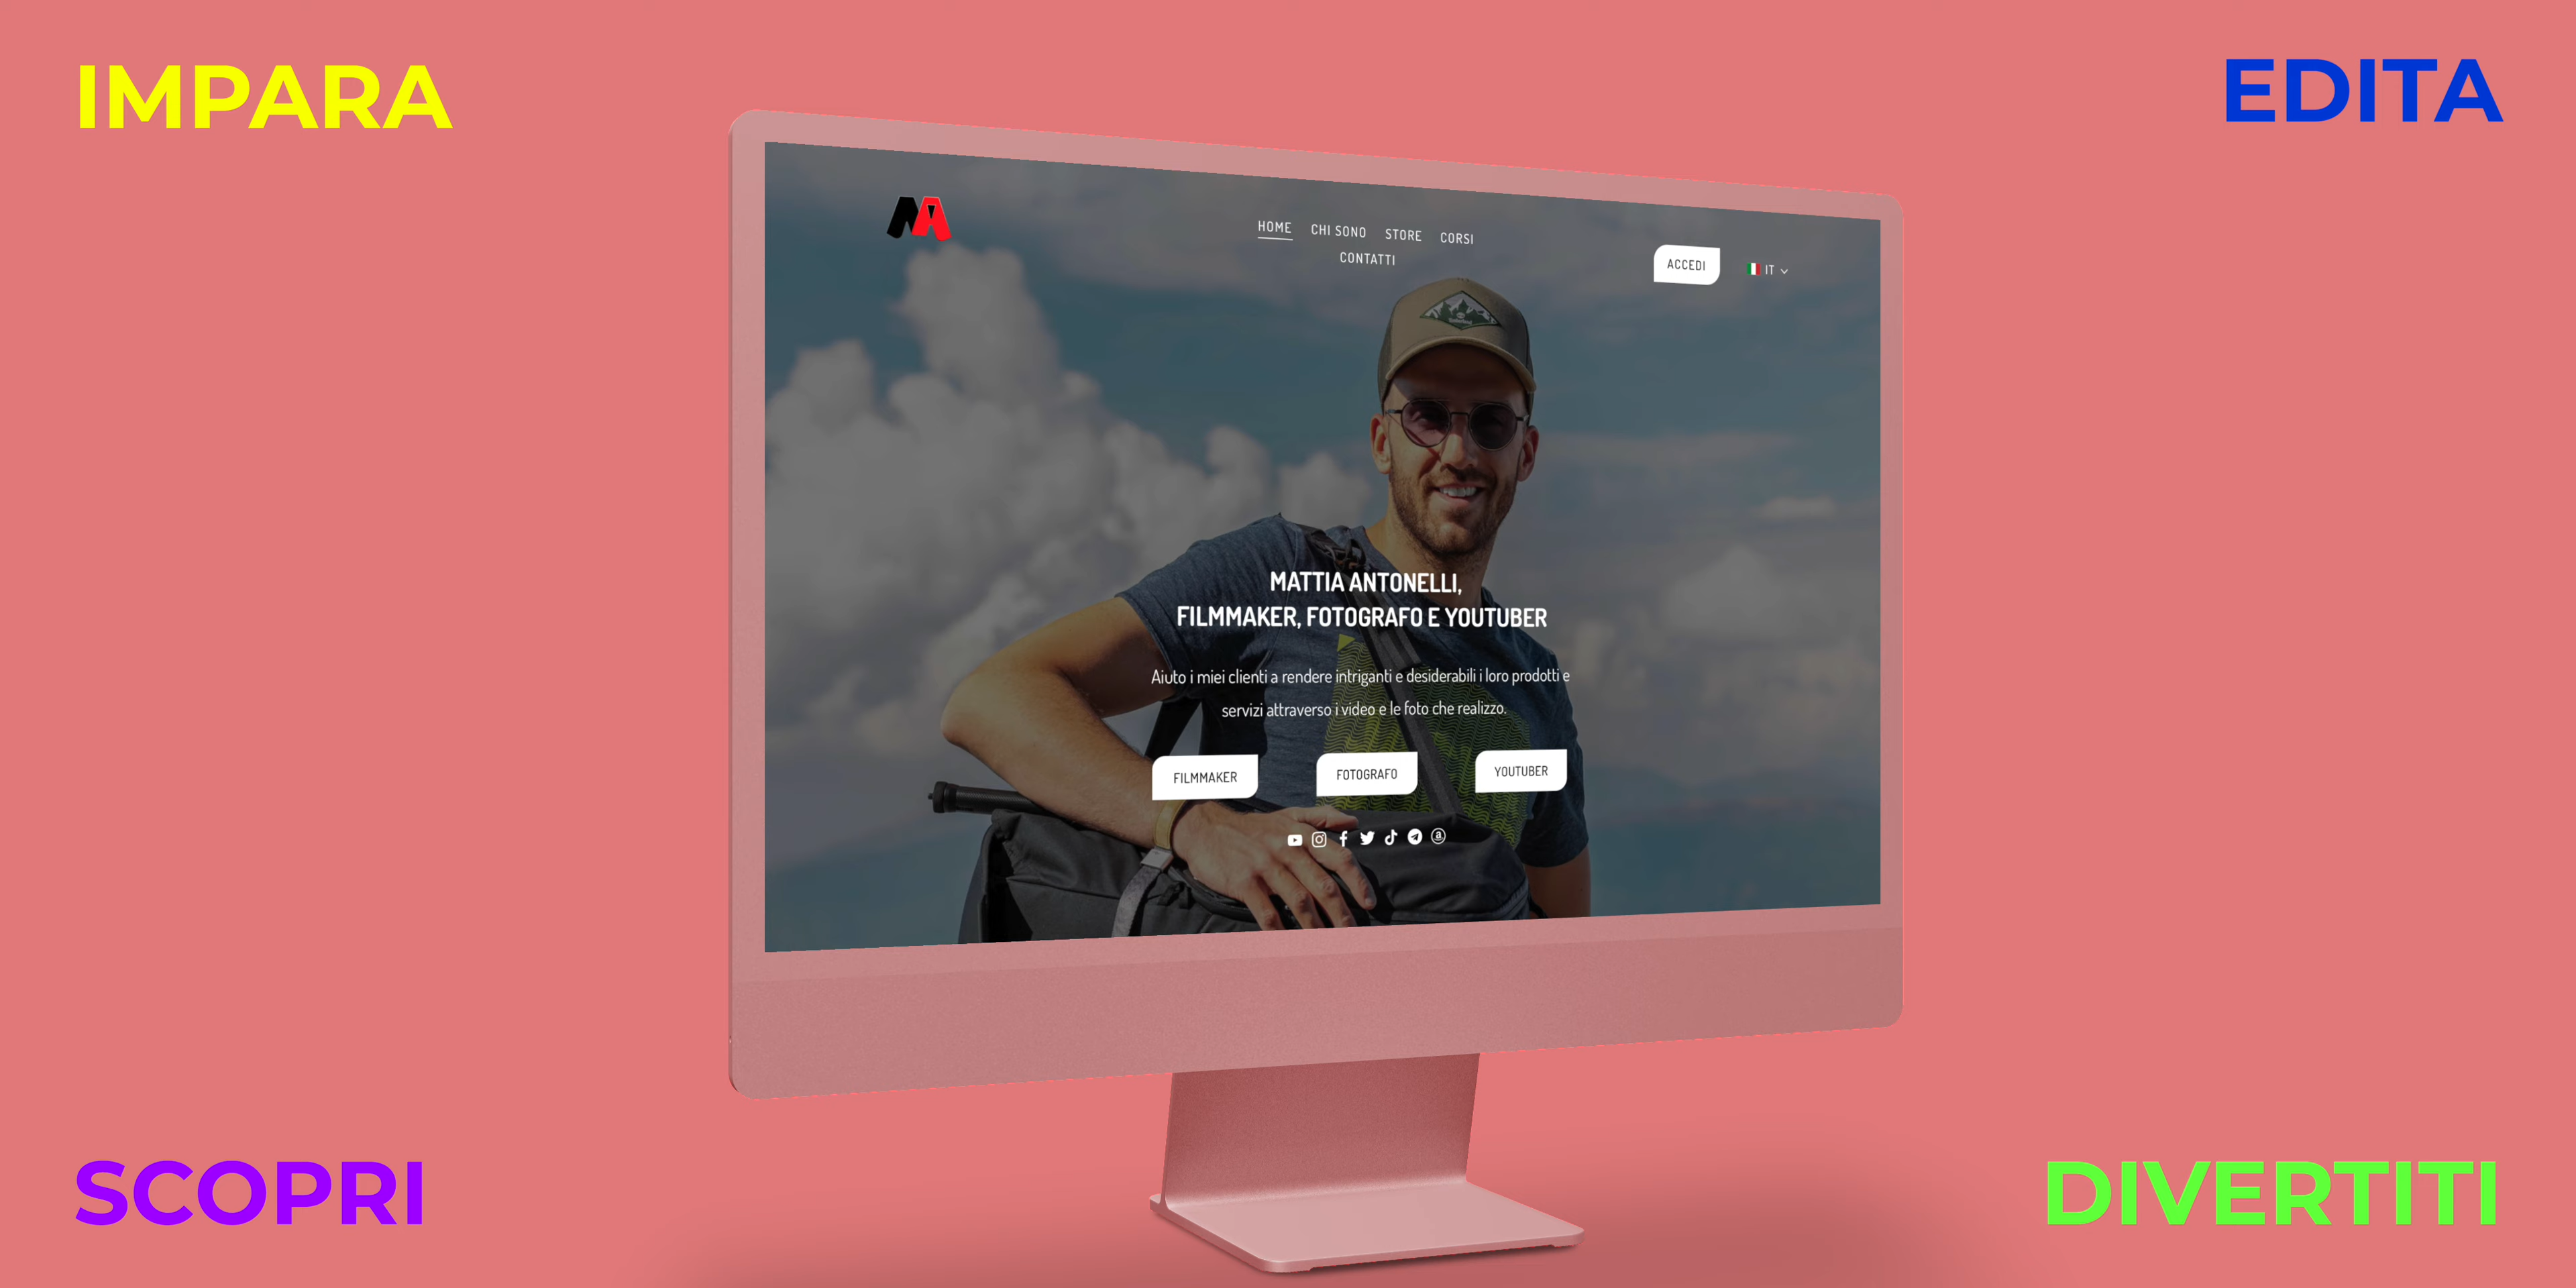 IMPARA
EDITA
HOME CHI SONO STORE CORSI
CONTATTI
ACCEDI
IT
MATTIA ANTONELLI,
FILMMAKER, FOTOGRAFO E YOUTUBER
Aiuto i miei clienti a rendere intriganti e desiderabili i loro prodotti e
servizi attraverso i video e le foto che realizzo.
FILMMAKER
FOTOGRAFO
YOUTUBER
SCOPRI
DIVERTITI